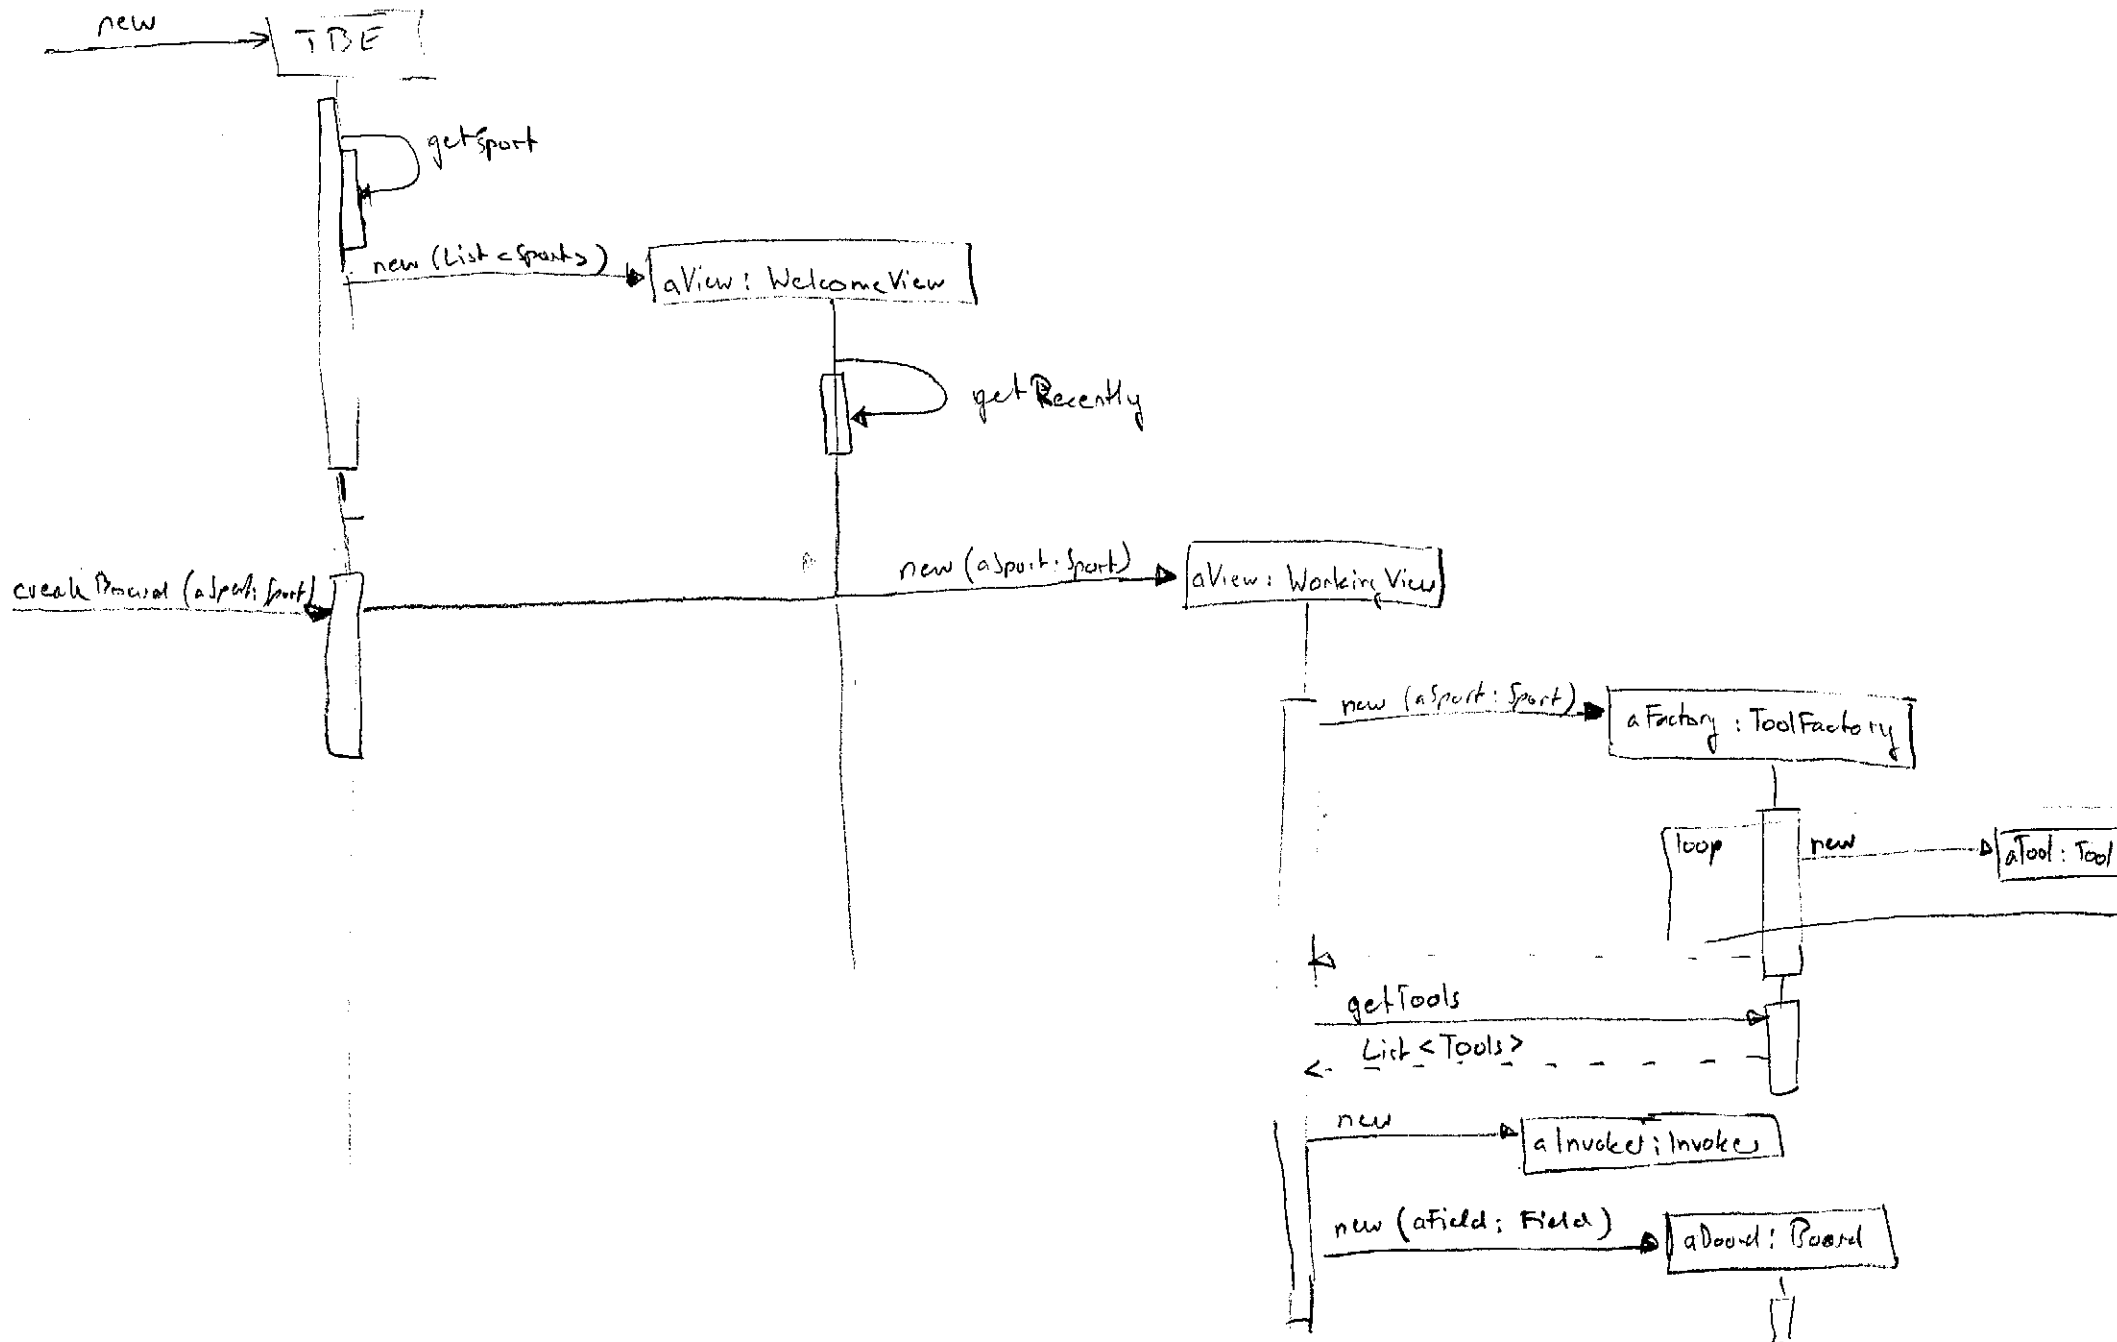 new
TBE
getSport
new (List<Sports>)
aView: WelcomeView
getRecently
new (aSport: Sport)
aView: WorkingView
(aSport: Sport)
new (aSport: Sport)
aFactory: ToolFactory
loop
new
aTool: Tool
getTools
List<Tools>
new
aInvoker: Invoker
new (aField: Field)
aBoard: Board